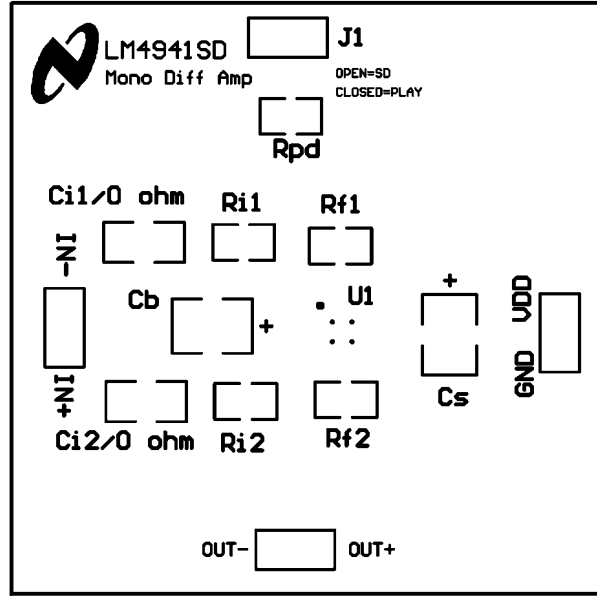 LM4941SD
Mono Diff Amp
J1
OPEN=SD
CLOSED=PLAY
Rpd
Ci1/0 ohm
Ri1
Rf1
IN-
Cb
+
U1
+
VDD
IN+
GND
Cs
Ci2/0 ohm
Ri2
Rf2
OUT-
OUT+